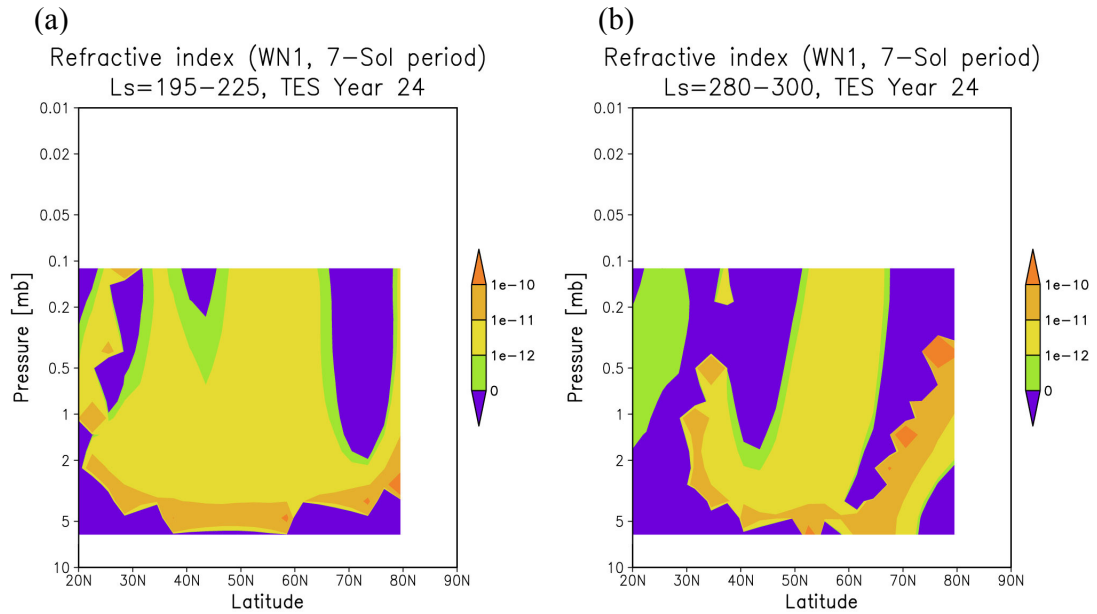 (a)
Refractive index (WN1, 7-Sol period)
Ls=195-225, TES Year 24
0.01
0.02
0.05
0.1
0.2
0.5
1
2
5
10
Pressure [mb]
20N 30N 40N 50N 60N 70N 80N 90N
Latitude
1e-10
1e-11
1e-12
0
(b)
Refractive index (WN1, 7-Sol period)
Ls=280-300, TES Year 24
0.01
0.02
0.05
0.1
0.2
0.5
1
2
5
10
Pressure [mb]
20N 30N 40N 50N 60N 70N 80N 90N
Latitude
1e-10
1e-11
1e-12
0